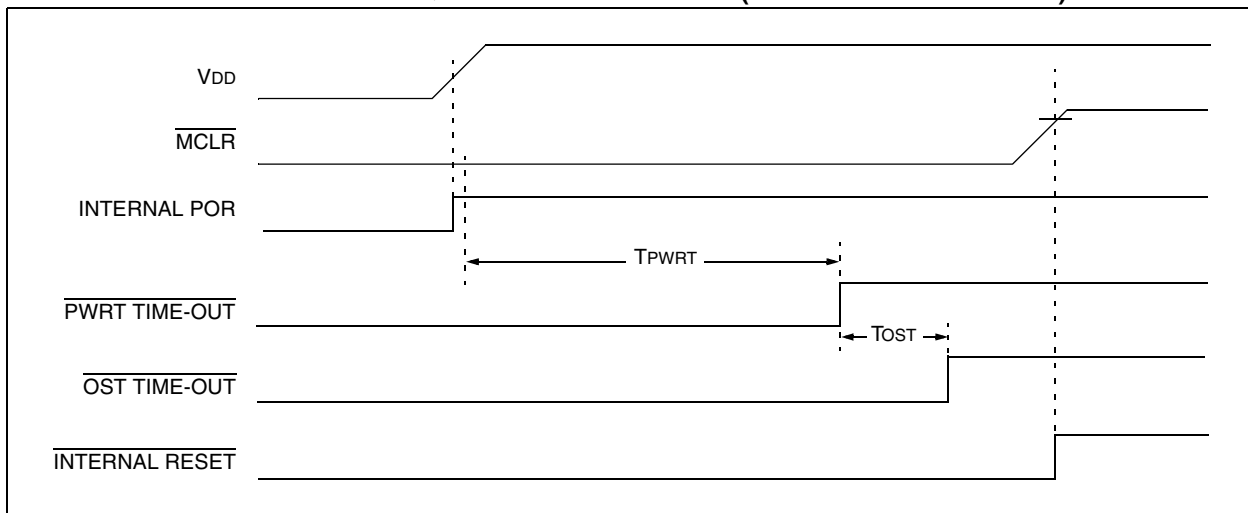 VDD
MCLR
INTERNAL POR
TPWRT
PWRT TIME-OUT
TOST
OST TIME-OUT
INTERNAL RESET